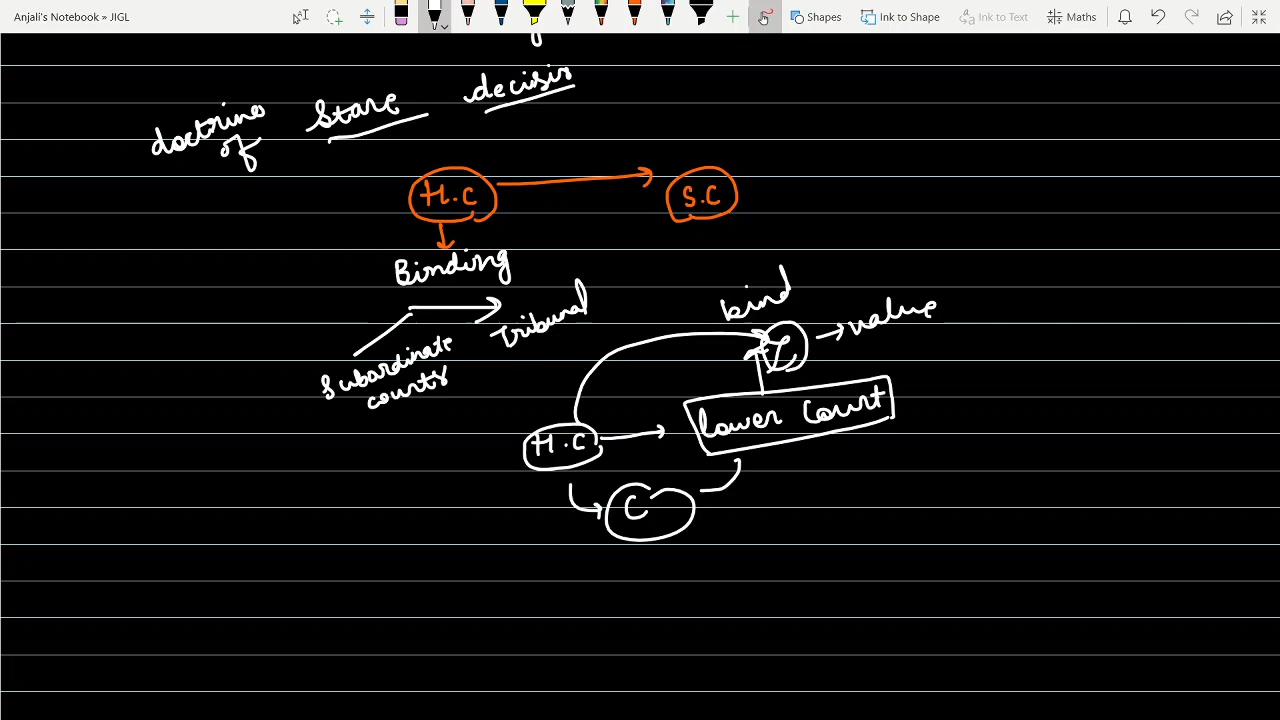 Anjali's Notebook » JIGL
Shapes
Ink to Shape
Ink to Text
Maths
doctrine of Stare decisis
H.C
S.C
Binding
Subordinate courts
Tribunal
bind
value
Lower Court
H.C
C